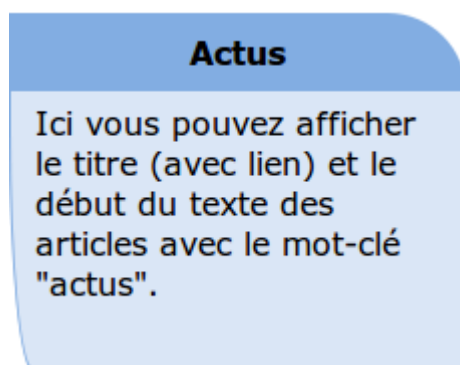 Actus
Ici vous pouvez afficher
le titre (avec lien) et le
début du texte des
articles avec le mot-clé
"actus".